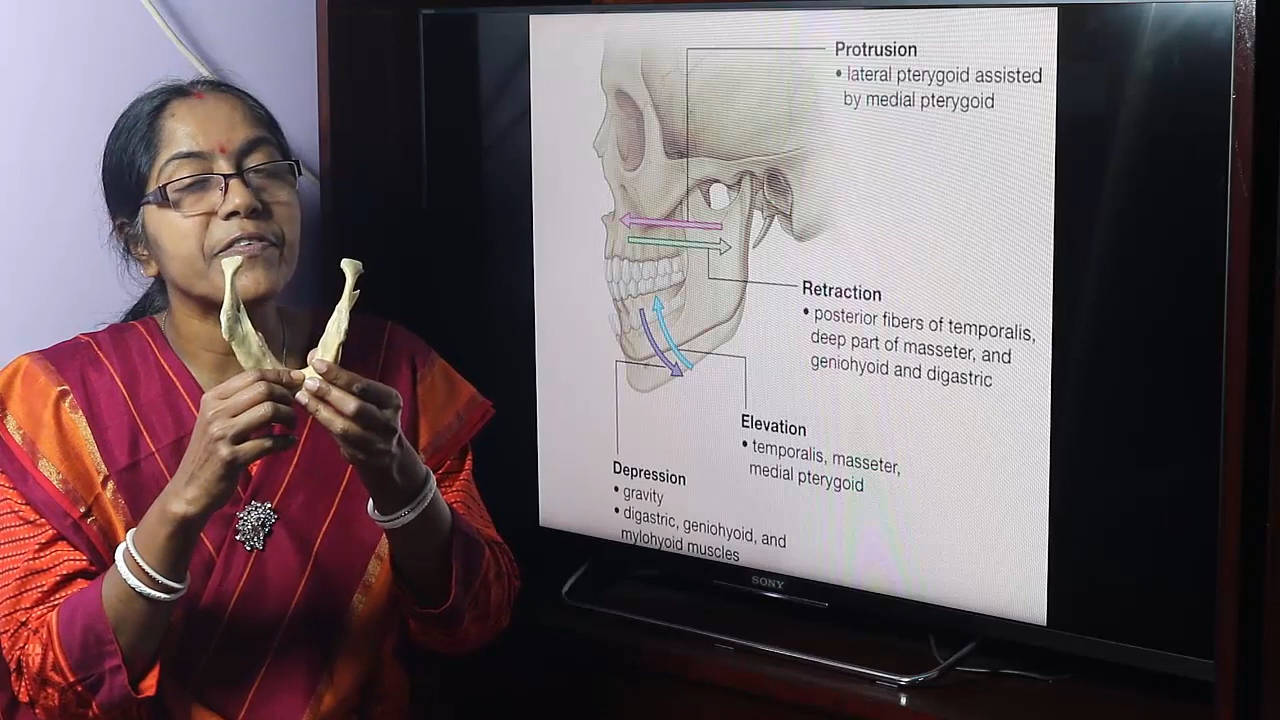 Protrusion
• lateral pterygoid assisted
by medial pterygoid
Retraction
• posterior fibers of temporalis,
deep part of masseter, and
geniohyoid and digastric
Elevation
• temporalis, masseter,
medial pterygoid
Depression
• gravity
• digastric, geniohyoid, and
mylohyoid muscles
SONY